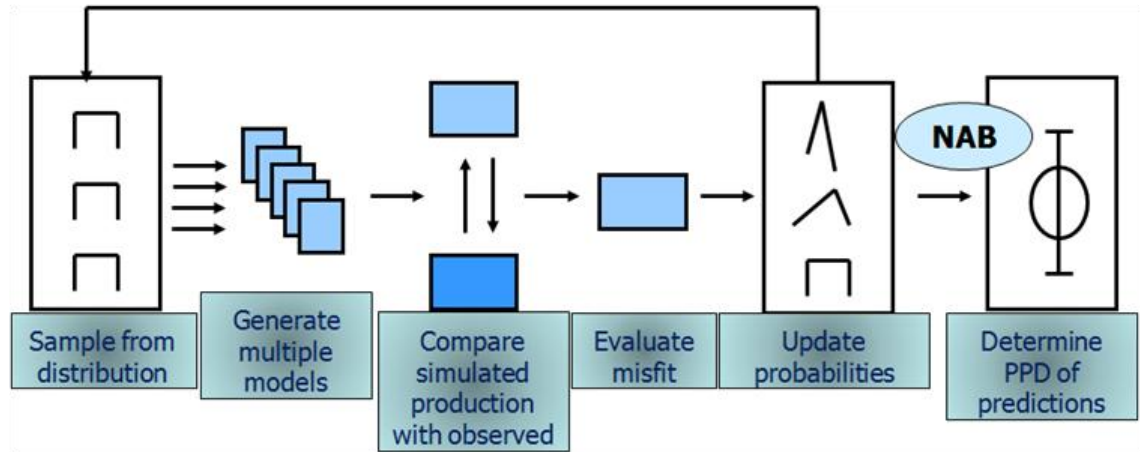 NAB
Sample from
distribution
Generate
multiple
models
Compare
simulated
production
with observed
Evaluate
misfit
Update
probabilities
Determine
PPD of
predictions